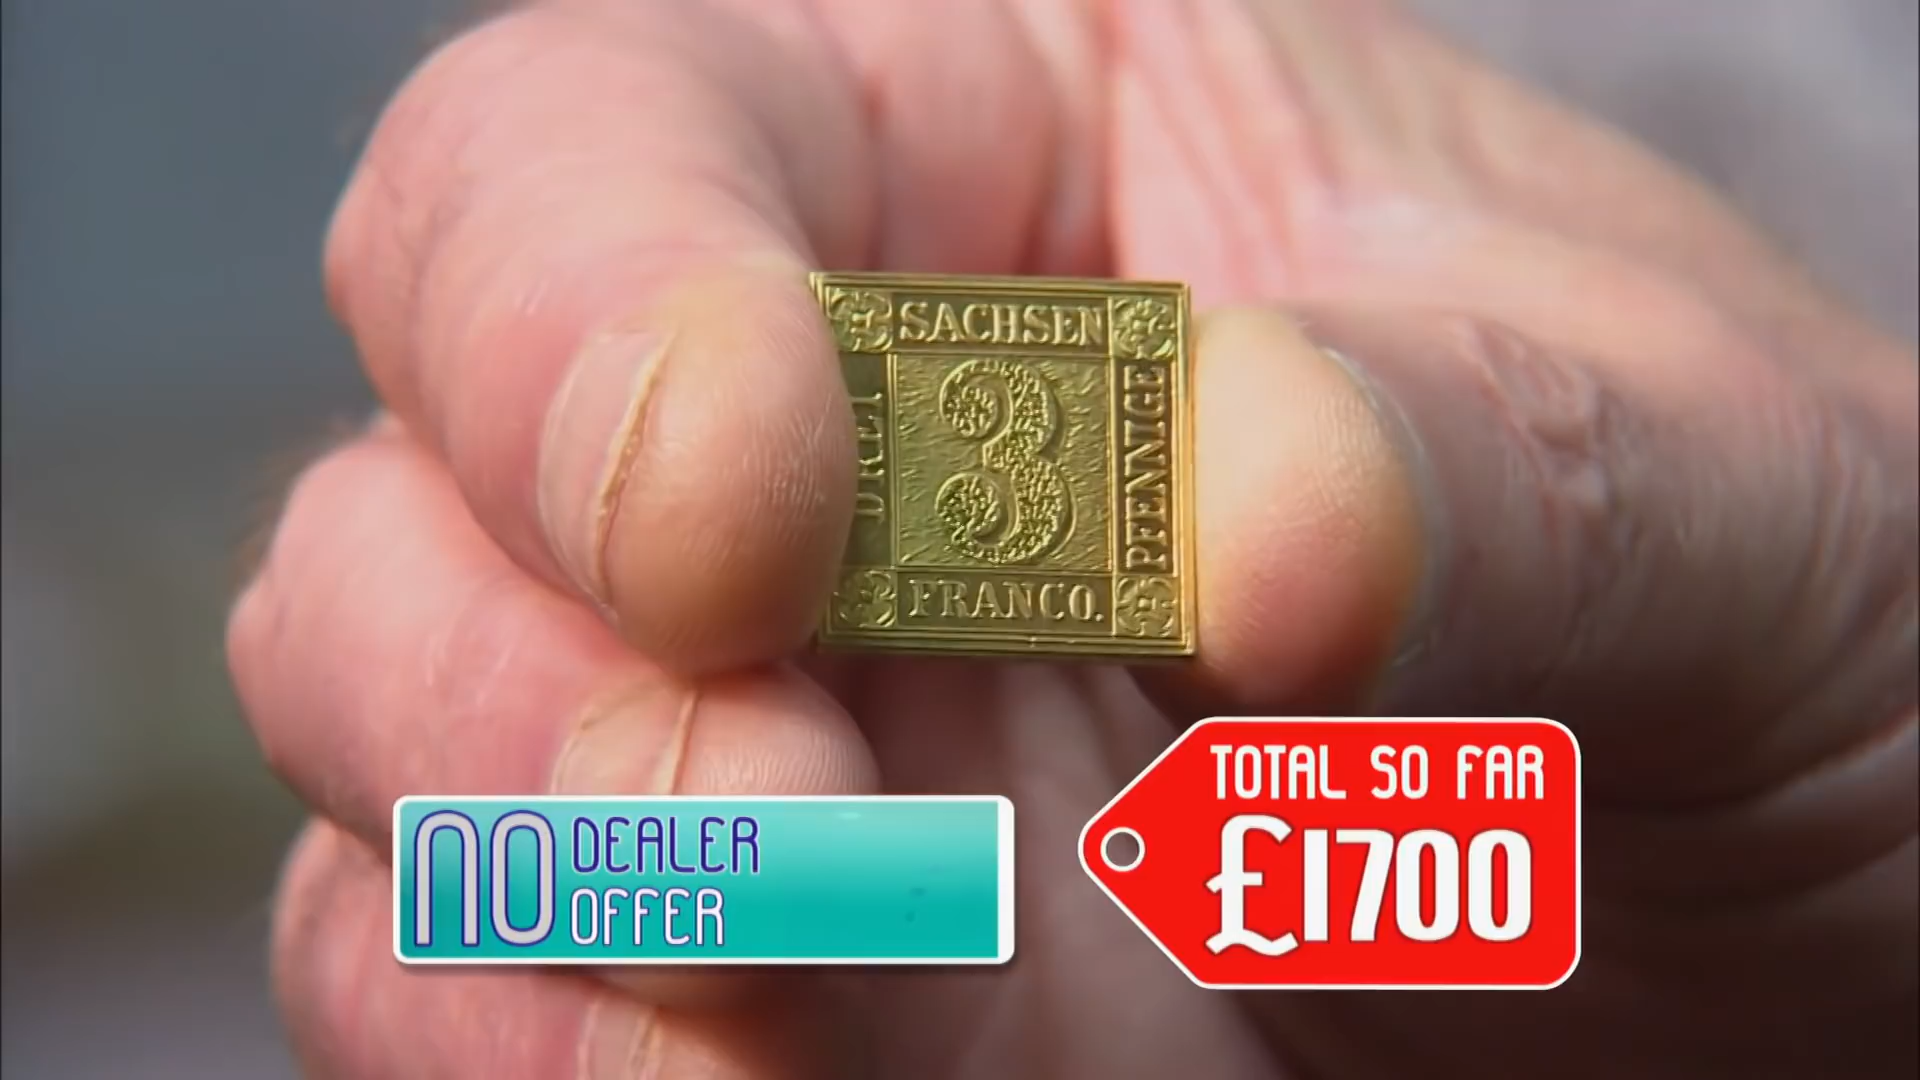 SACHSEN
DREI
3
PFENNIGE
FRANCO.
NO DEALER
OFFER
TOTAL SO FAR
£1700